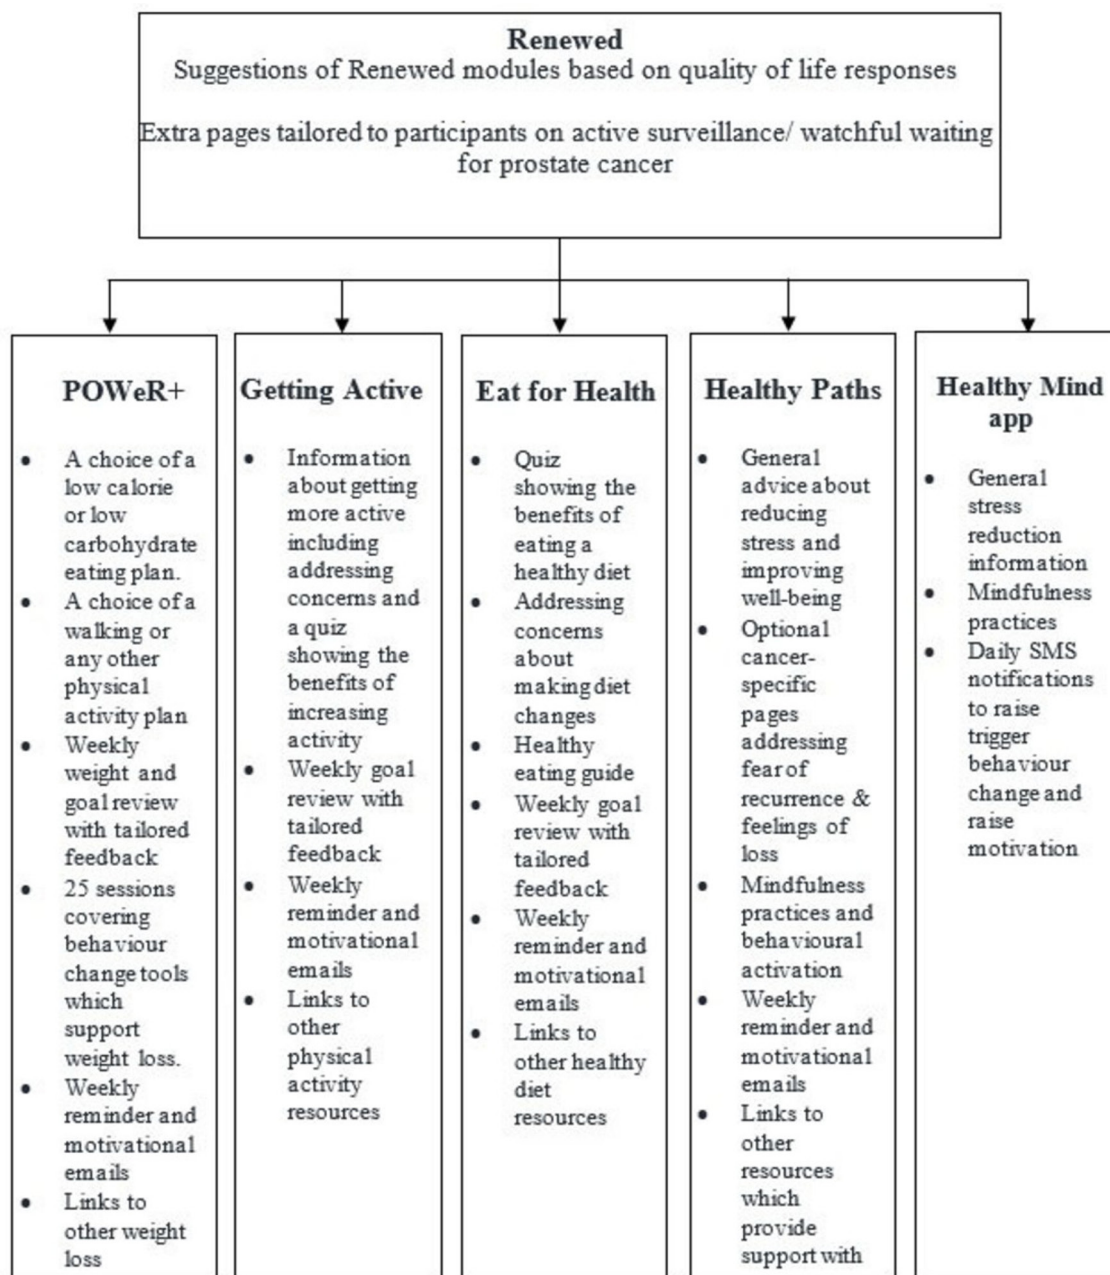 Renewed
Suggestions of Renewed modules based on quality of life responses
Extra pages tailored to participants on active surveillance/ watchful waiting
for prostate cancer
POWeR+
• A choice of a
low calorie
or low
carbohydrate
eating plan.
• A choice of a
walking or
any other
physical
activity plan
• Weekly
weight and
goal review
with tailored
feedback
• 25 sessions
covering
behaviour
change tools
which
support
weight loss.
• Weekly
reminder and
motivational
emails
• Links to
other weight
loss
Getting Active
• Information
about getting
more active
including
addressing
concerns and
a quiz
showing the
benefits of
increasing
activity
• Weekly goal
review with
tailored
feedback
• Weekly
reminder and
motivational
emails
• Links to
other
physical
activity
resources
Eat for Health
• Quiz
showing the
benefits of
eating a
healthy diet
• Addressing
concerns
about
making diet
changes
• Healthy
eating guide
• Weekly goal
review with
tailored
feedback
• Weekly
reminder and
motivational
emails
• Links to
other healthy
diet
resources
Healthy Paths
• General
advice about
reducing
stress and
improving
well-being
• Optional
cancer-
specific
pages
addressing
fear of
recurrence &
feelings of
loss
• Mindfulness
practices and
behavioural
activation
• Weekly
reminder and
motivational
emails
• Links to
other
resources
which
provide
support with
Healthy Mind
app
• General
stress
reduction
information
• Mindfulness
practices
• Daily SMS
notifications
to raise
trigger
behaviour
change and
raise
motivation